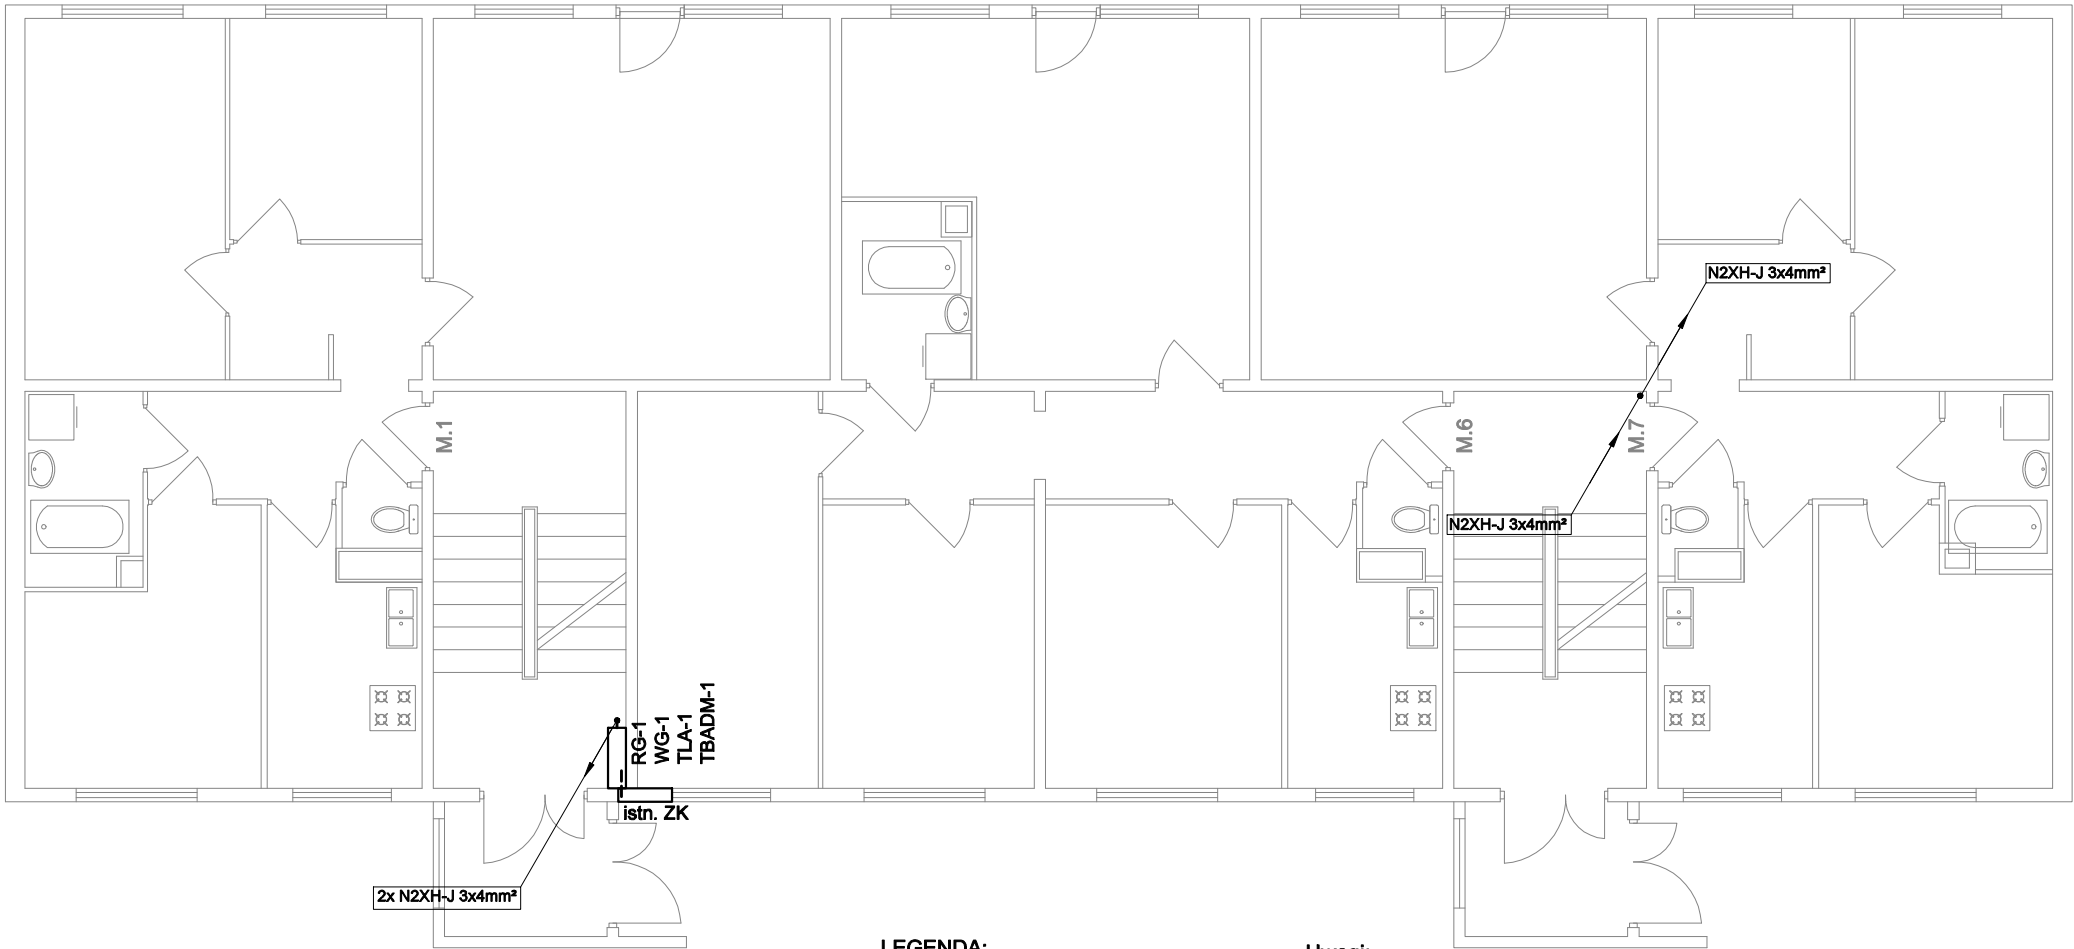 N2XH-J 3x4mm²
M.1
M.6
M.7
N2XH-J 3x4mm²
RG-1
WG-1
TLA-1
TBADM-1
istn. ZK
2x N2XH-J 3x4mm²
LEGENDA:
Uwagi: